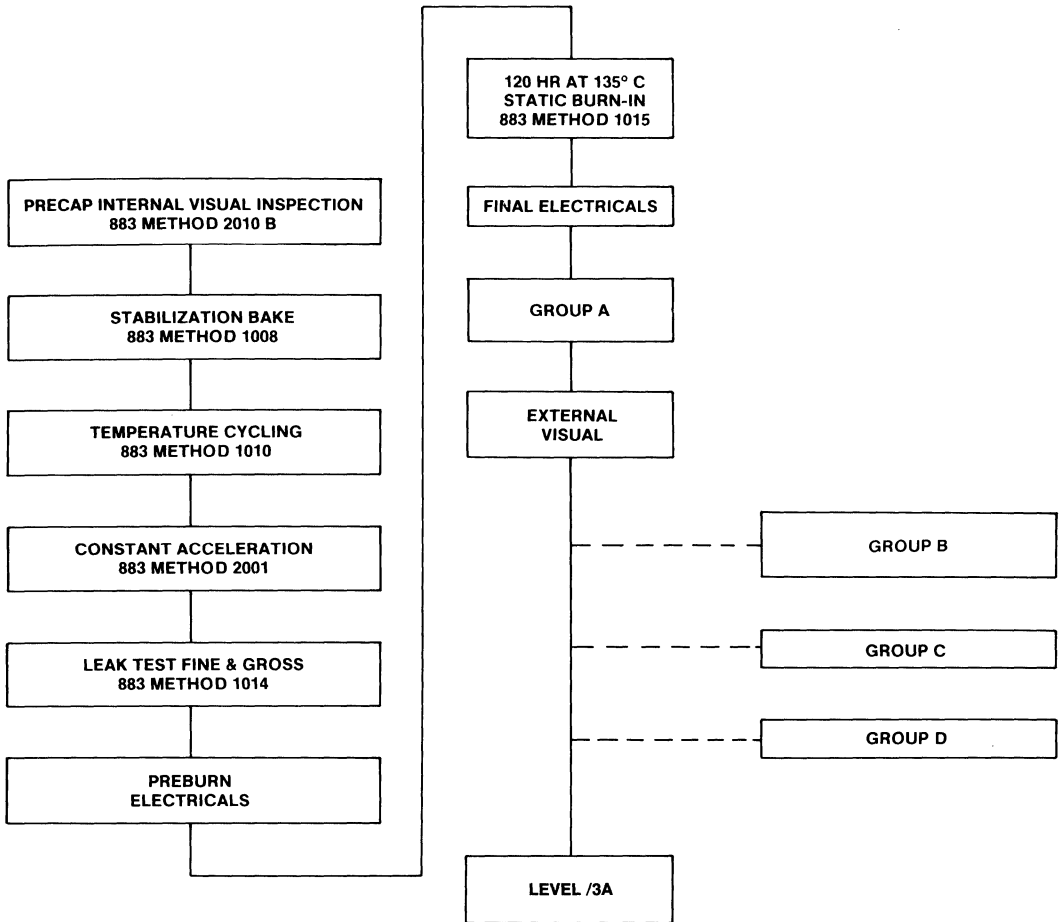 PRECAP INTERNAL VISUAL INSPECTION
883 METHOD 2010 B
STABILIZATION BAKE
883 METHOD 1008
TEMPERATURE CYCLING
883 METHOD 1010
CONSTANT ACCELERATION
883 METHOD 2001
LEAK TEST FINE & GROSS
883 METHOD 1014
PREBURN
ELECTRICALS
120 HR AT 135° C
STATIC BURN-IN
883 METHOD 1015
FINAL ELECTRICALS
GROUP A
EXTERNAL
VISUAL
GROUP B
GROUP C
GROUP D
LEVEL /3A